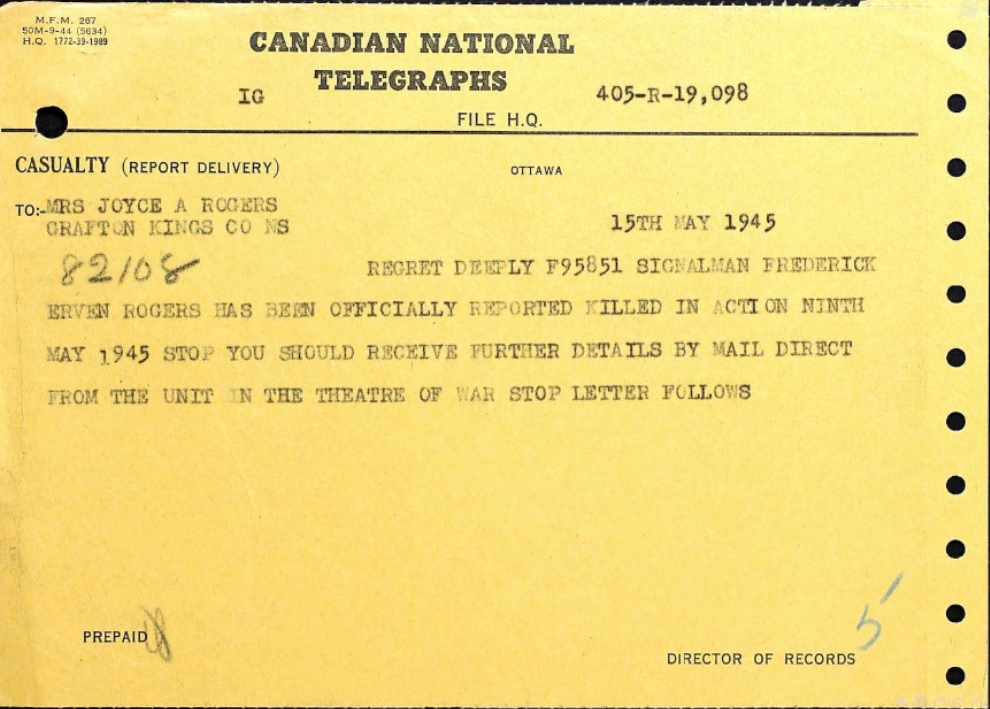 M.F.M. 267
50M-9-44 (5634)
H.Q. 1772-39-1989
CANADIAN NATIONAL
TELEGRAPHS
IG
405-R-19,098
FILE H.Q.
CASUALTY (REPORT DELIVERY)
OTTAWA
TO:- MRS JOYCE A ROGERS
GRAFTON KINGS CO NS
15TH MAY 1945
82108
REGRET DEEPLY F95851 SIGNALMAN FREDERICK
ERVEN ROGERS HAS BEEN OFFICIALLY REPORTED KILLED IN ACTION NINTH
MAY 1945 STOP YOU SHOULD RECEIVE FURTHER DETAILS BY MAIL DIRECT
FROM THE UNIT IN THE THEATRE OF WAR STOP LETTER FOLLOWS
PREPAID
5
DIRECTOR OF RECORDS